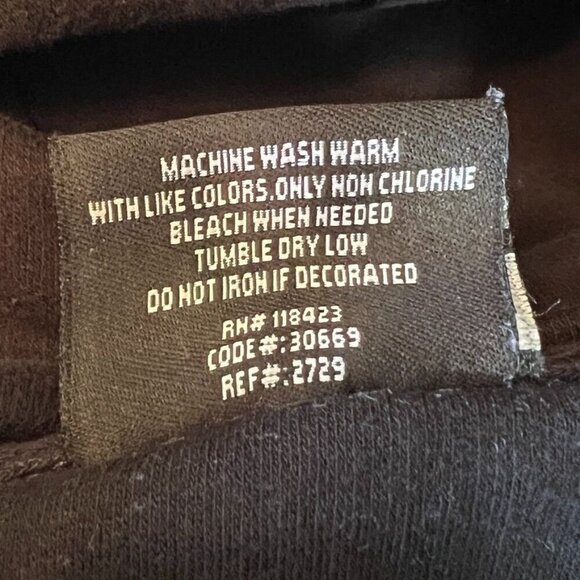 MACHINE WASH WARM
WITH LIKE COLORS.ONLY NON CHLORINE
BLEACH WHEN NEEDED
TUMBLE DRY LOW
DO NOT IRON IF DECORATED
RN# 118423
CODE#:30669
REF#:2729